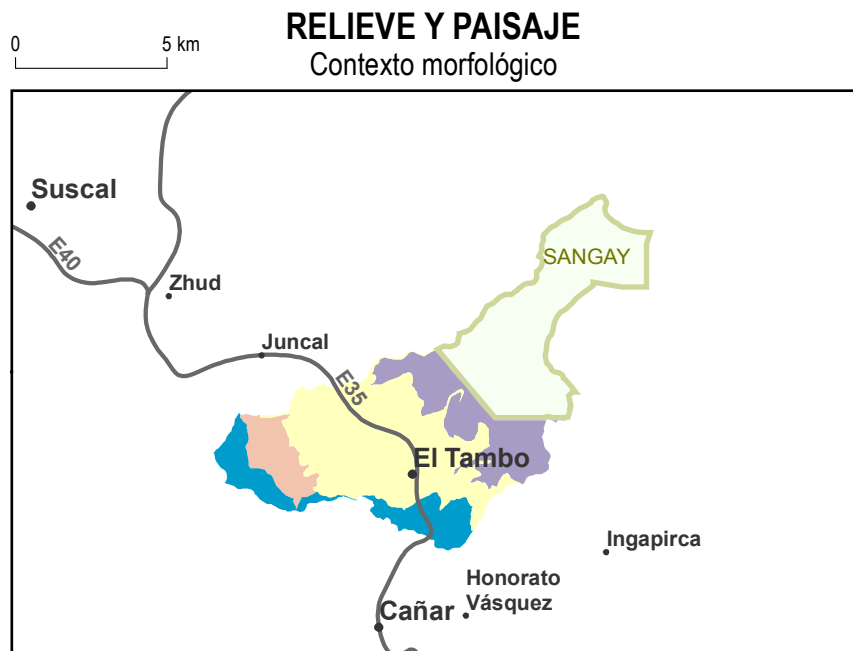 RELIEVE Y PAISAJE
Contexto morfológico
0 5 km
Suscal
E40
Zhud
SANGAY
Juncal
E35
El Tambo
Ingapirca
Honorato
Vásquez
Cañar